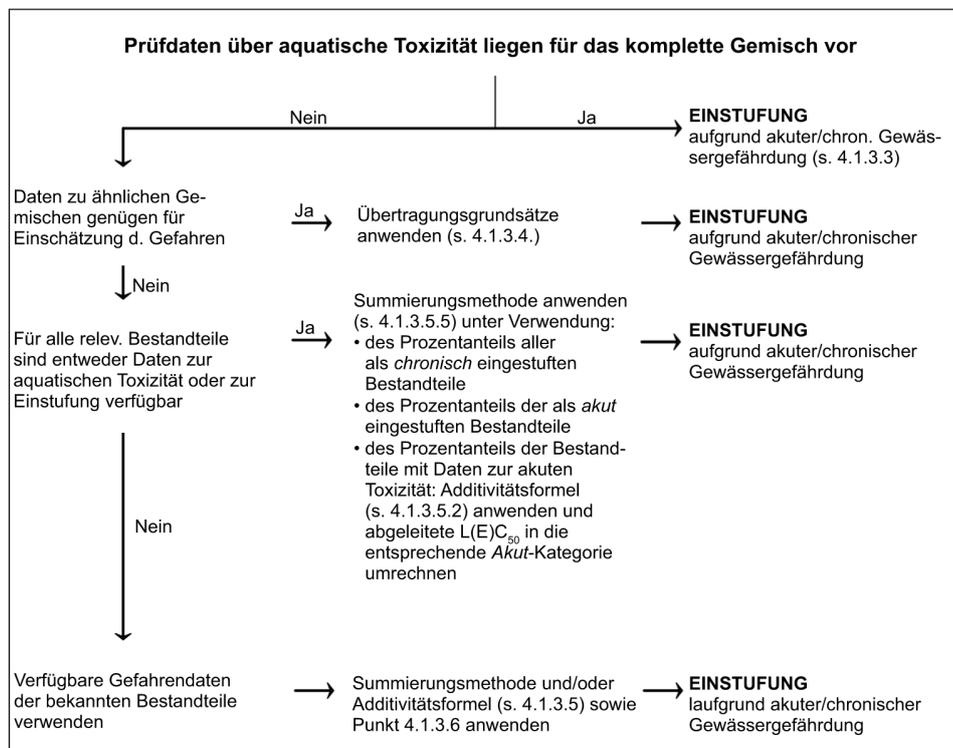 Prüfdaten über aquatische Toxizität liegen für das komplette Gemisch vor
Nein
Ja
EINSTUFUNG
aufgrund akuter/chron. Gewäs-
sergefährdung (s. 4.1.3.3)
Daten zu ähnlichen Ge-
mischen genügen für
Einschätzung d. Gefahren
Ja
Übertragungsgrundsätze
anwenden (s. 4.1.3.4.)
EINSTUFUNG
aufgrund akuter/chronischer
Gewässergefährdung
Nein
Für alle relev. Bestandteile
sind entweder Daten zur
aquatischen Toxizität oder zur
Einstufung verfügbar
Ja
Summierungsmethode anwenden
(s. 4.1.3.5.5) unter Verwendung:
• des Prozentanteils aller
als chronisch eingestuften
Bestandteile
• des Prozentanteils der als akut
eingestuften Bestandteile
• des Prozentanteils der Bestand-
teile mit Daten zur akuten
Toxizität: Additivitätsformel
(s. 4.1.3.5.2) anwenden und
abgeleitete L(E)C50 in die
entsprechende Akut-Kategorie
umrechnen
EINSTUFUNG
aufgrund akuter/chronischer
Gewässergefährdung
Nein
Verfügbare Gefahrendaten
der bekannten Bestandteile
verwenden
Summierungsmethode und/oder
Additivitätsformel (s. 4.1.3.5) sowie
Punkt 4.1.3.6 anwenden
EINSTUFUNG
laufgrund akuter/chronischer
Gewässergefährdung